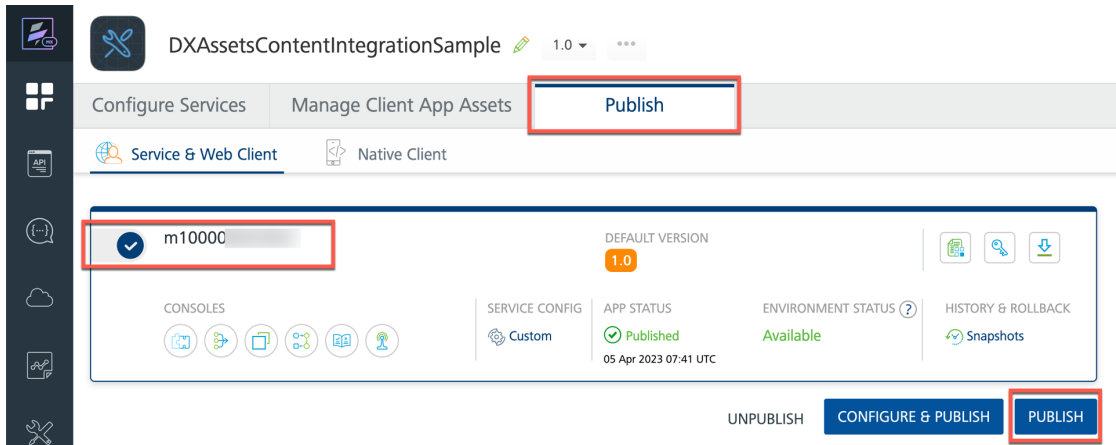 MX
DXAssetsContentIntegrationSample 1.0
Configure Services Manage Client App Assets Publish
API
Service & Web Client Native Client
m10000
DEFAULT VERSION
1.0
CONSOLES SERVICE CONFIG APP STATUS ENVIRONMENT STATUS ? HISTORY & ROLLBACK
Custom Published Available Snapshots
05 Apr 2023 07:41 UTC
UNPUBLISH CONFIGURE & PUBLISH PUBLISH